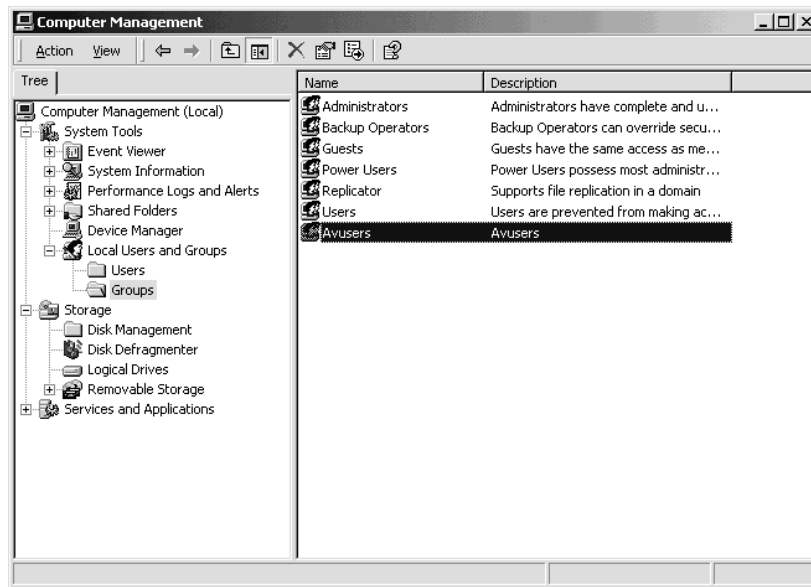 Computer Management
Action View
Tree
Name Description
Computer Management (Local)
System Tools
Event Viewer
System Information
Performance Logs and Alerts
Shared Folders
Device Manager
Local Users and Groups
Users
Groups
Storage
Disk Management
Disk Defragmenter
Logical Drives
Removable Storage
Services and Applications
Administrators Administrators have complete and u...
Backup Operators Backup Operators can override secu...
Guests Guests have the same access as me...
Power Users Power Users possess most administr...
Replicator Supports file replication in a domain
Users Users are prevented from making ac...
Avusers Avusers